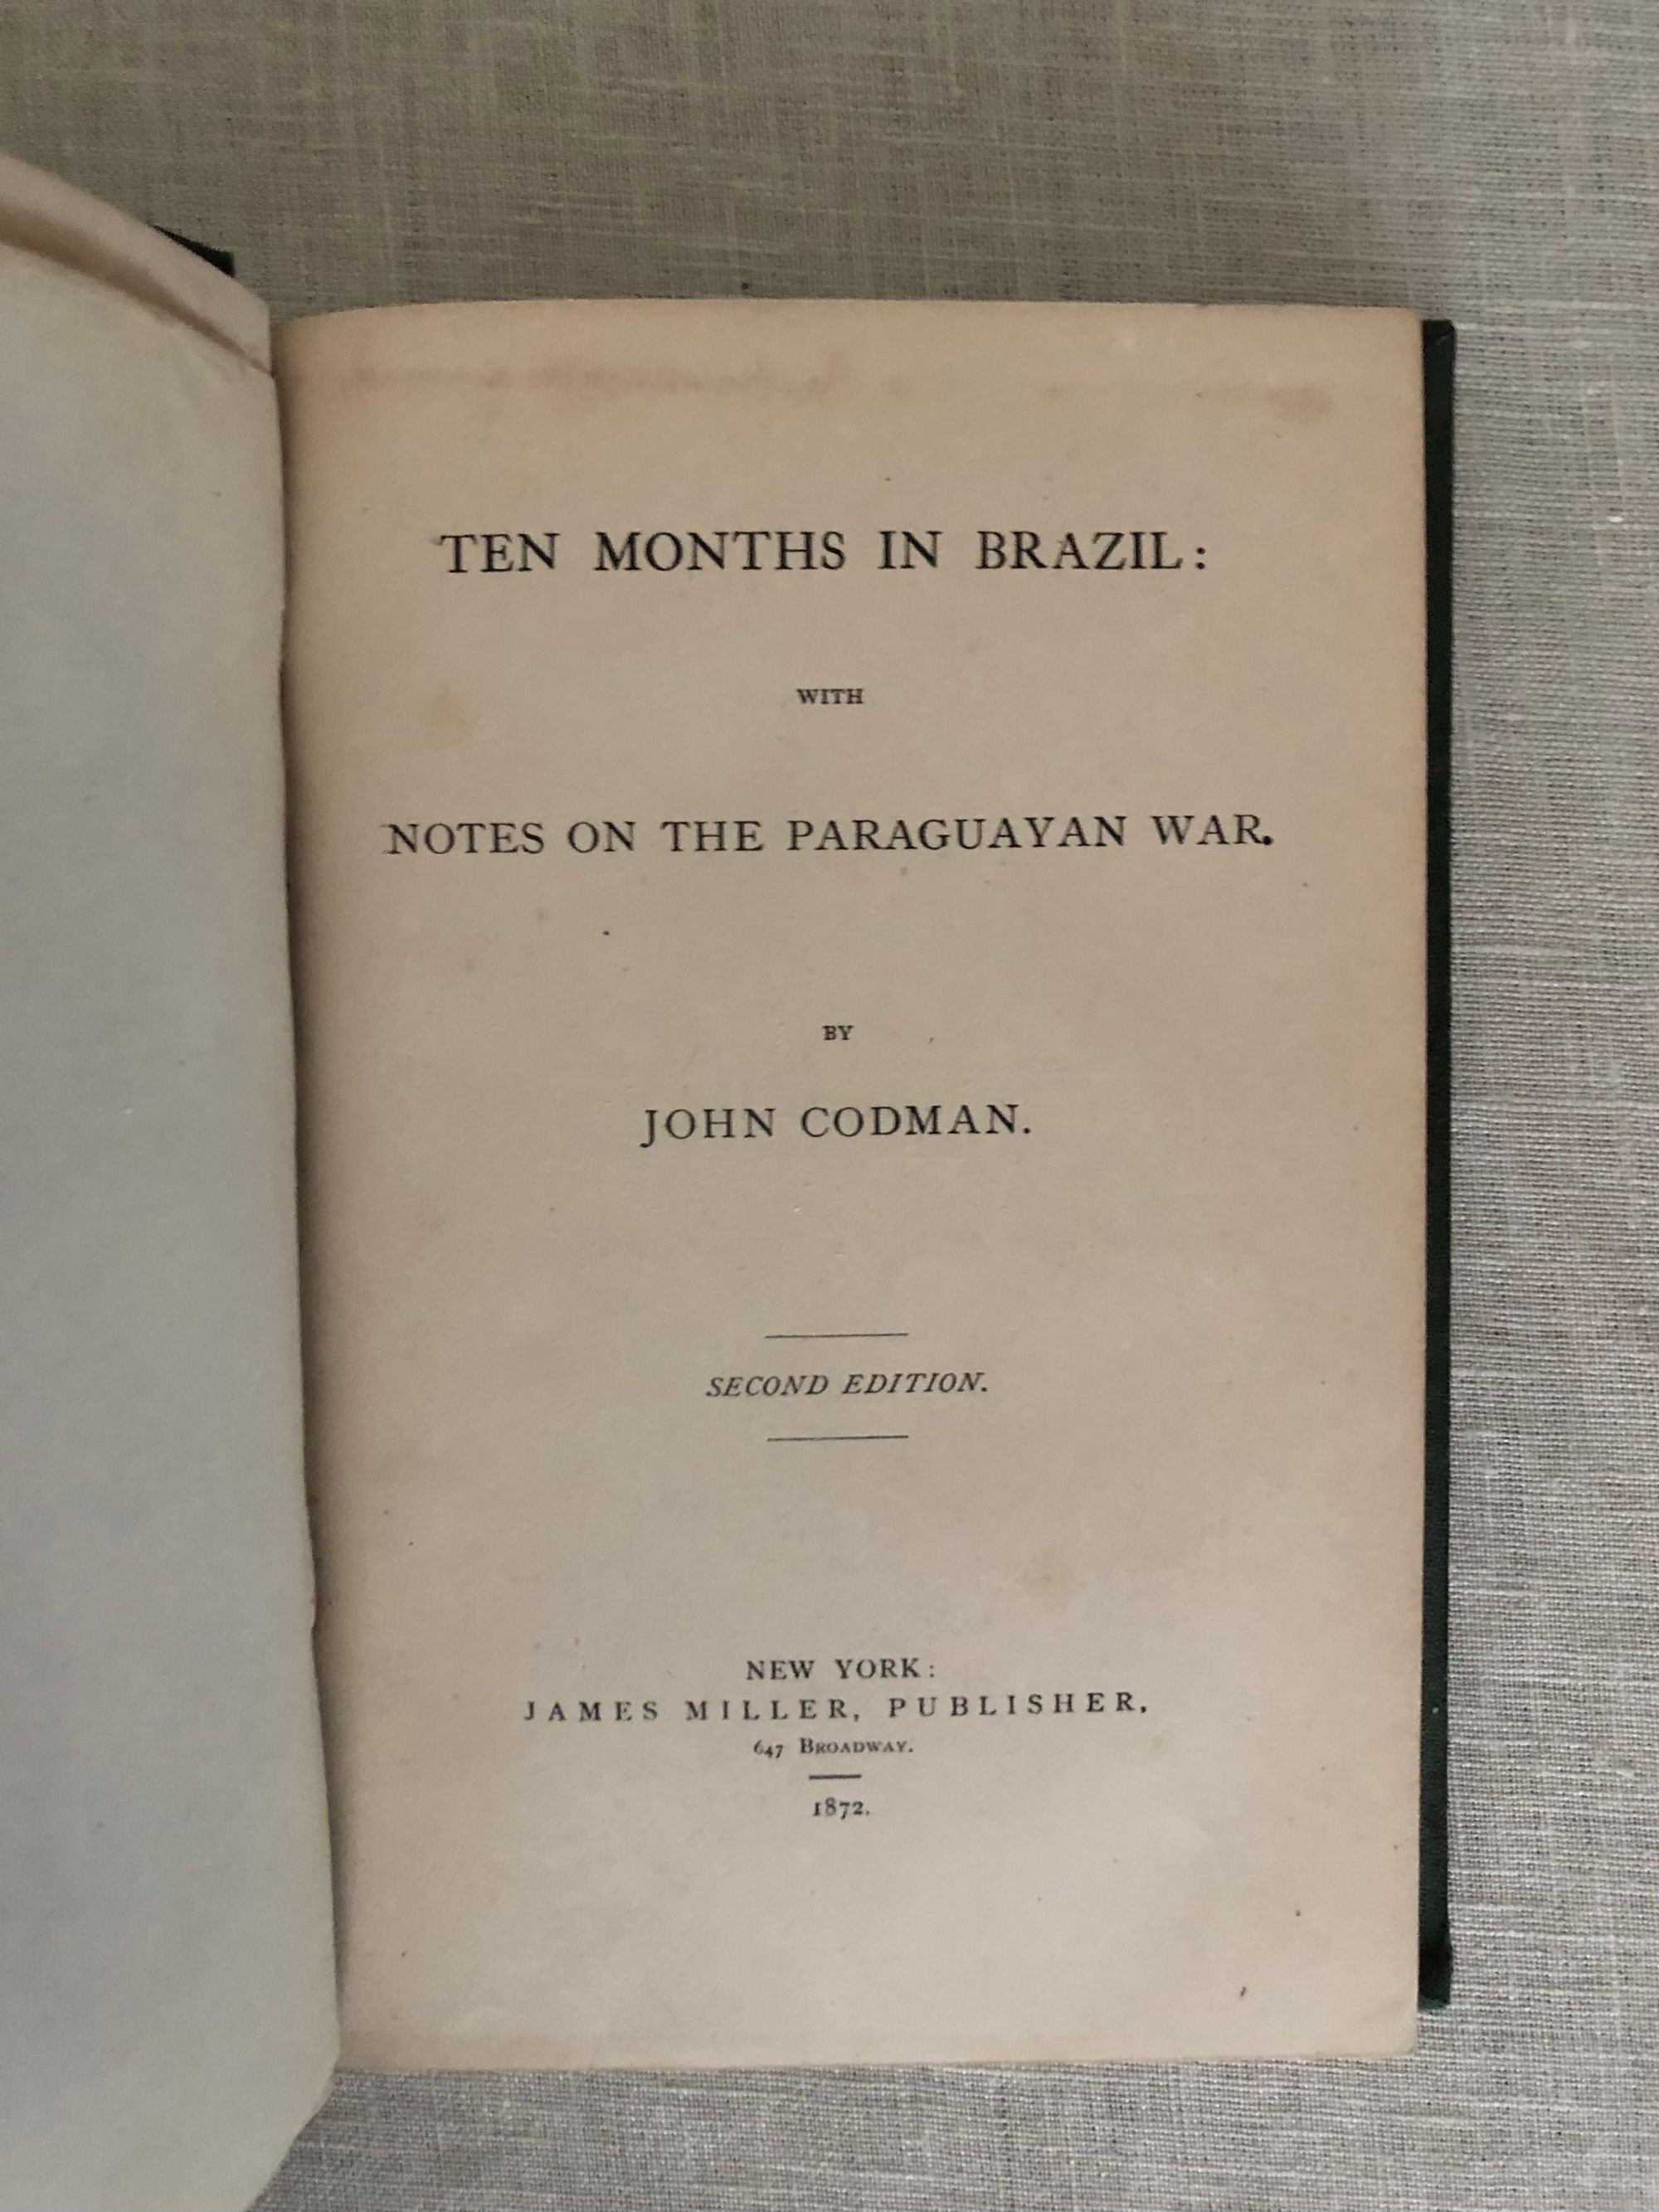 TEN MONTHS IN BRAZIL:
WITH
NOTES ON THE PARAGUAYAN WAR.
BY
JOHN CODMAN.
SECOND EDITION.
NEW YORK:
JAMES MILLER, PUBLISHER,
647 BROADWAY.
1872.